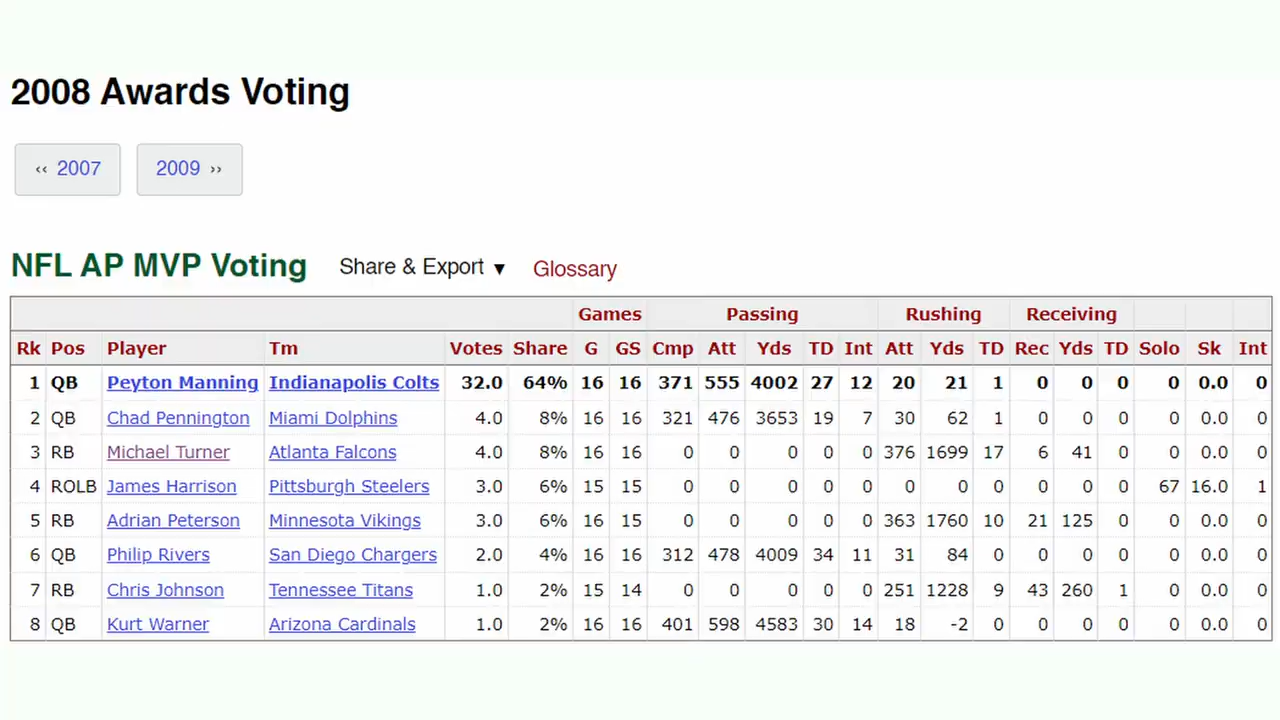 2008 Awards Voting
‹‹ 2007 2009 ››
NFL AP MVP Voting Share & Export ▼ Glossary
Games Passing Rushing Receiving
Rk Pos Player Tm Votes Share G GS Cmp Att Yds TD Int Att Yds TD Rec Yds TD Solo Sk Int
1 QB Peyton Manning Indianapolis Colts 32.0 64% 16 16 371 555 4002 27 12 20 21 1 0 0 0 0 0.0 0
2 QB Chad Pennington Miami Dolphins 4.0 8% 16 16 321 476 3653 19 7 30 62 1 0 0 0 0 0.0 0
3 RB Michael Turner Atlanta Falcons 4.0 8% 16 16 0 0 0 0 0 376 1699 17 6 41 0 0 0.0 0
4 ROLB James Harrison Pittsburgh Steelers 3.0 6% 15 15 0 0 0 0 0 0 0 0 0 0 0 67 16.0 1
5 RB Adrian Peterson Minnesota Vikings 3.0 6% 16 15 0 0 0 0 0 363 1760 10 21 125 0 0 0.0 0
6 QB Philip Rivers San Diego Chargers 2.0 4% 16 16 312 478 4009 34 11 31 84 0 0 0 0 0 0.0 0
7 RB Chris Johnson Tennessee Titans 1.0 2% 15 14 0 0 0 0 0 251 1228 9 43 260 1 0 0.0 0
8 QB Kurt Warner Arizona Cardinals 1.0 2% 16 16 401 598 4583 30 14 18 -2 0 0 0 0 0 0.0 0